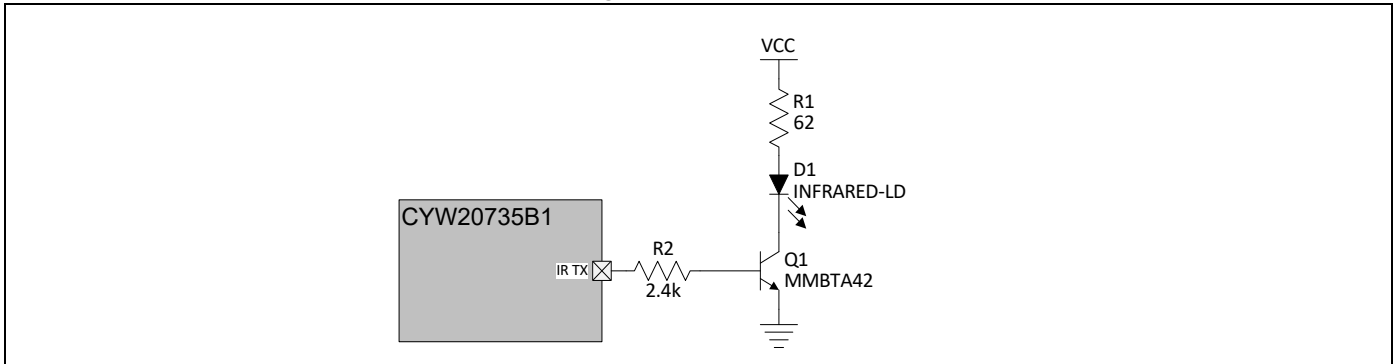 VCC
R1
62
D1
INFRARED-LD
CYW20735B1
IR TX
R2
2.4k
Q1
MMBTA42